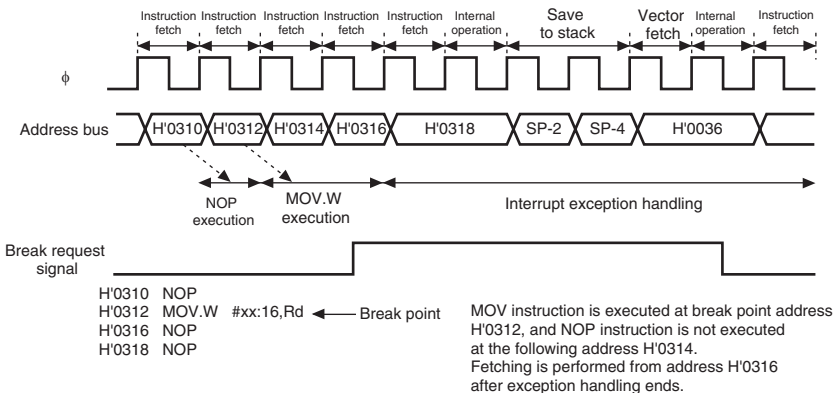 Instruction fetch
Instruction fetch
Instruction fetch
Instruction fetch
Instruction fetch
Internal operation
Save to stack
Vector fetch
Internal operation
Instruction fetch
ϕ
Address bus
H'0310
H'0312
H'0314
H'0316
H'0318
SP-2
SP-4
H'0036
NOP execution
MOV.W execution
Interrupt exception handling
Break request signal
H'0310 NOP
H'0312 MOV.W #xx:16,Rd
Break point
H'0316 NOP
H'0318 NOP
MOV instruction is executed at break point address
H'0312, and NOP instruction is not executed
at the following address H'0314.
Fetching is performed from address H'0316
after exception handling ends.